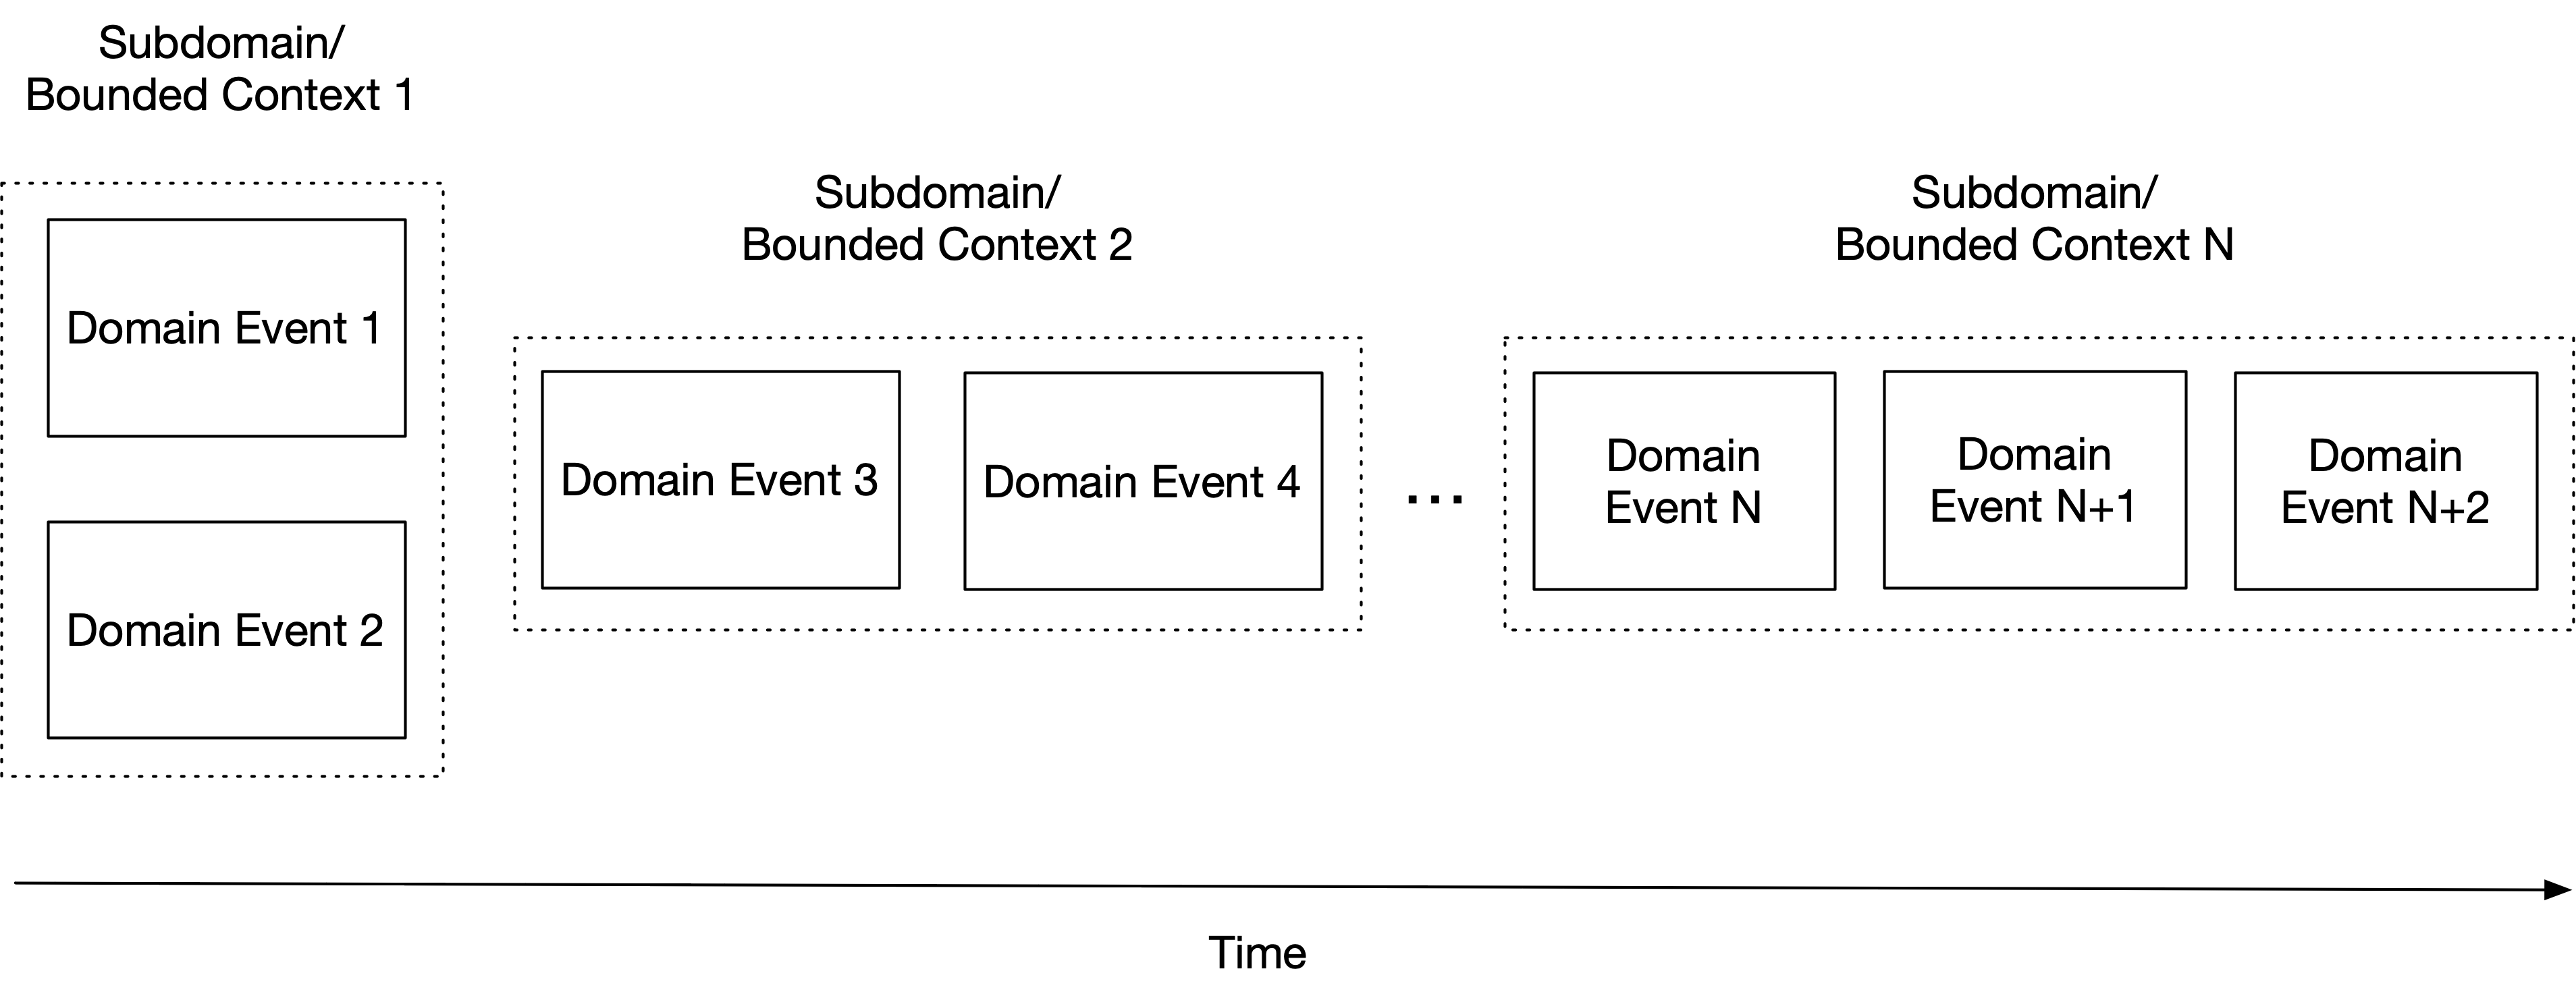 Subdomain/
Bounded Context 1
Domain Event 1
Domain Event 2
Subdomain/
Bounded Context 2
Domain Event 3
Domain Event 4
...
Subdomain/
Bounded Context N
Domain
Event N
Domain
Event N+1
Domain
Event N+2
Time